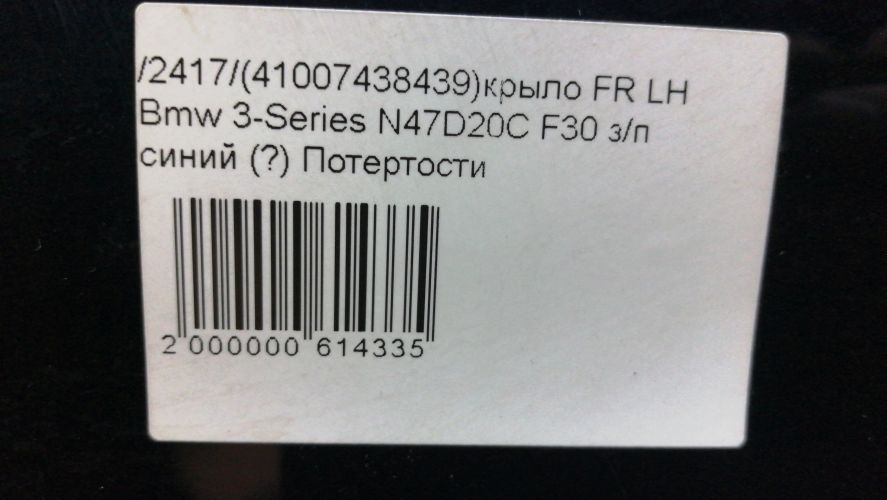 /2417/(41007438439)крыло FR LH
Bmw 3-Series N47D20C F30 з/п
синий (?) Потертости
2 000000 614335